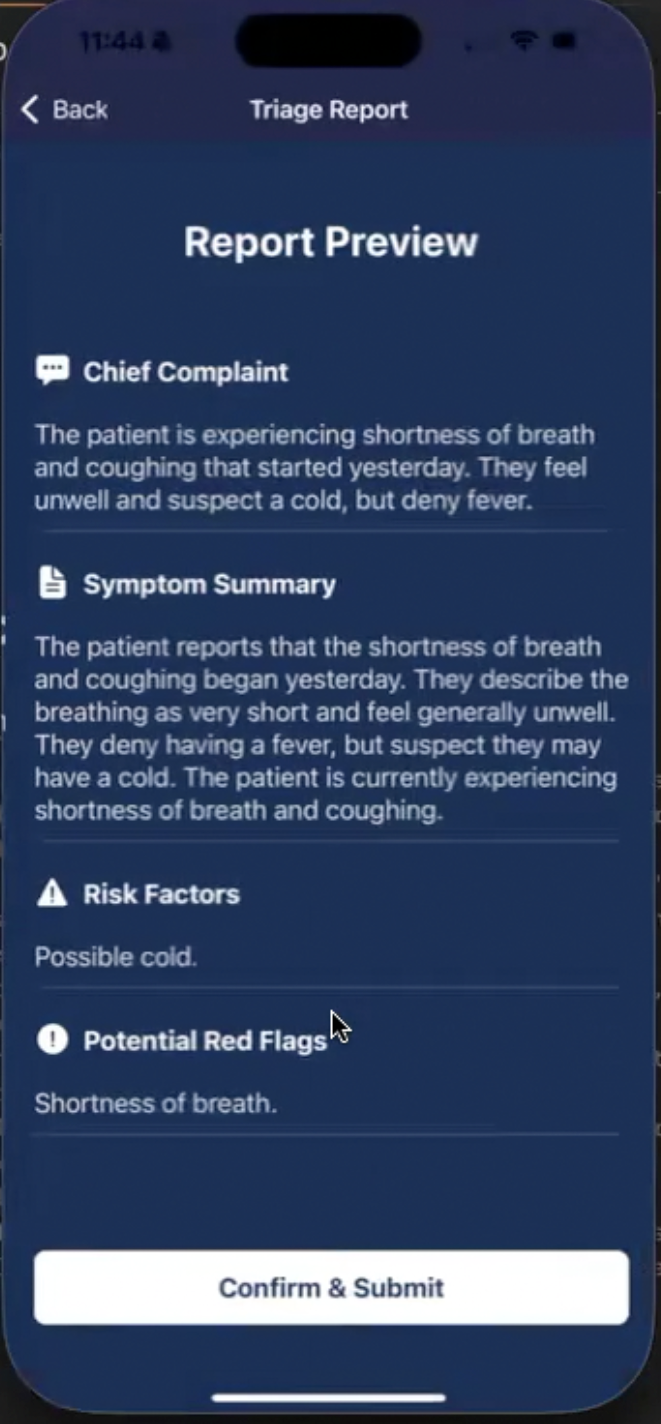 11:44
Back
Triage Report
Report Preview
Chief Complaint
The patient is experiencing shortness of breath
and coughing that started yesterday. They feel
unwell and suspect a cold, but deny fever.
Symptom Summary
The patient reports that the shortness of breath
and coughing began yesterday. They describe the
breathing as very short and feel generally unwell.
They deny having a fever, but suspect they may
have a cold. The patient is currently experiencing
shortness of breath and coughing.
Risk Factors
Possible cold.
Potential Red Flags
Shortness of breath.
Confirm & Submit